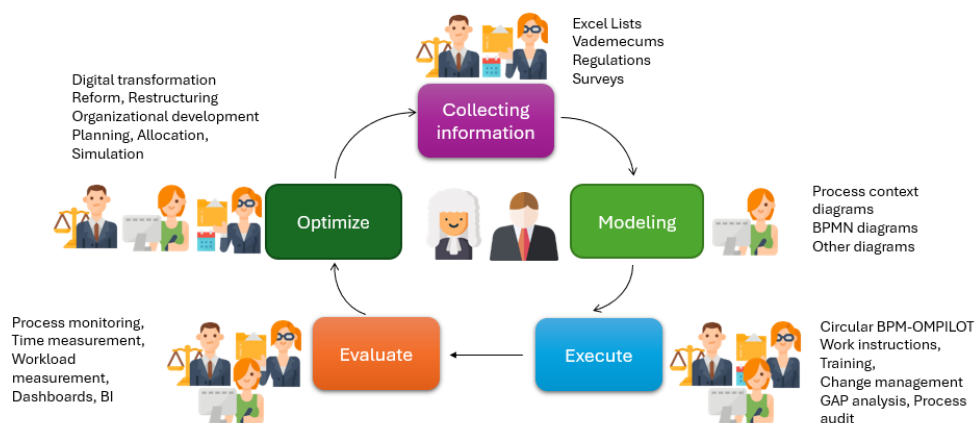 Excel Lists
Vademecums
Regulations
Surveys
Digital transformation
Reform, Restructuring
Organizational development
Planning, Allocation,
Simulation
Collecting
information
Optimize
Modeling
Process context
diagrams
BPMN diagrams
Other diagrams
Process monitoring,
Time measurement,
Workload
measurement,
Dashboards, BI
Evaluate
Execute
Circular BPM-OMPILOT
Work instructions,
Training,
Change management
GAP analysis, Process
audit